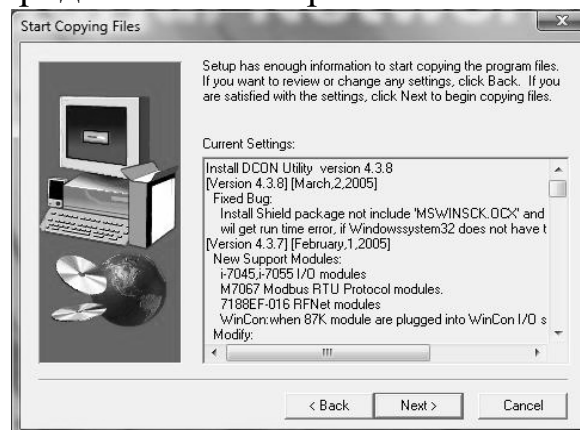 Start Copying Files
Setup has enough information to start copying the program files.
If you want to review or change any settings, click Back. If you
are satisfied with the settings, click Next to begin copying files.
Current Settings:
Install DCON Utility version 4.3.8
[Version 4.3.8] [March,2,2005]
Fixed Bug:
Install Shield package not include 'MSWINSCK.OCX' and
wil get run time error, if Windowssystem32 does not have t
[Version 4.3.7] [February,1,2005]
New Support Modules:
i-7045,i-7055 I/O modules
M7067 Modbus RTU Protocol modules.
7188EF-016 RFNet modules
WinCon:when 87K module are plugged into WinCon I/O s
Modify:
< Back
Next >
Cancel